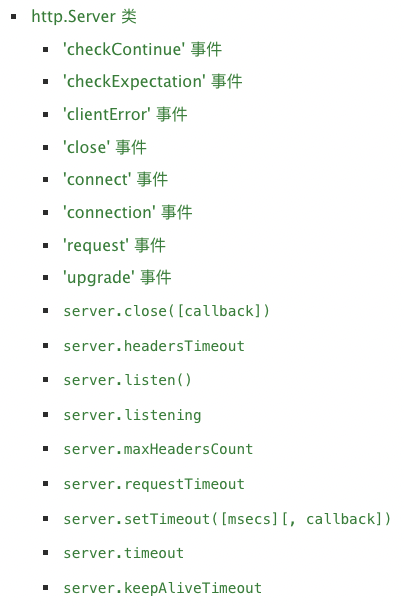 http.Server 类
'checkContinue' 事件
'checkExpectation' 事件
'clientError' 事件
'close' 事件
'connect' 事件
'connection' 事件
'request' 事件
'upgrade' 事件
server.close([callback])
server.headersTimeout
server.listen()
server.listening
server.maxHeadersCount
server.requestTimeout
server.setTimeout([msecs][, callback])
server.timeout
server.keepAliveTimeout